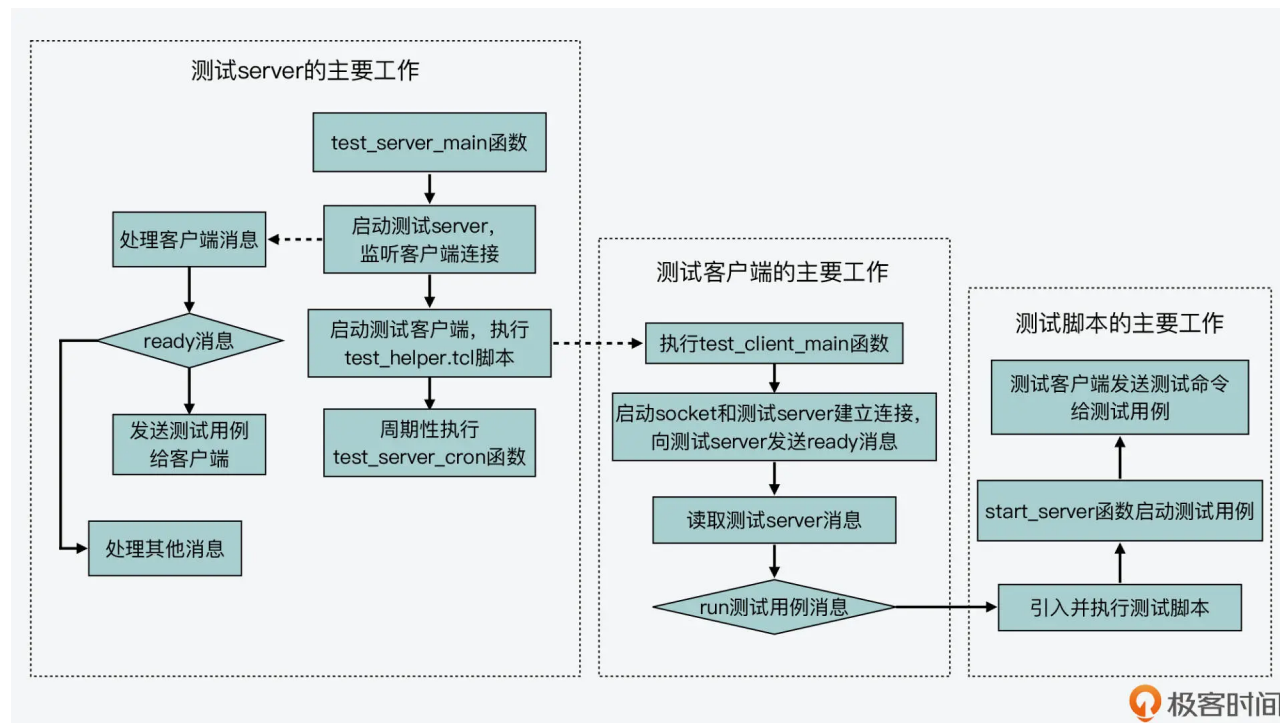 测试server的主要工作
test_server_main函数
启动测试server，
监听客户端连接
处理客户端消息
启动测试客户端，执行
test_helper.tcl脚本
ready消息
周期性执行
test_server_cron函数
发送测试用例
给客户端
处理其他消息
测试客户端的主要工作
执行test_client_main函数
启动socket和测试server建立连接，
向测试server发送ready消息
读取测试server消息
run测试用例消息
测试脚本的主要工作
测试客户端发送测试命令
给测试用例
start_server函数启动测试用例
引入并执行测试脚本
极客时间